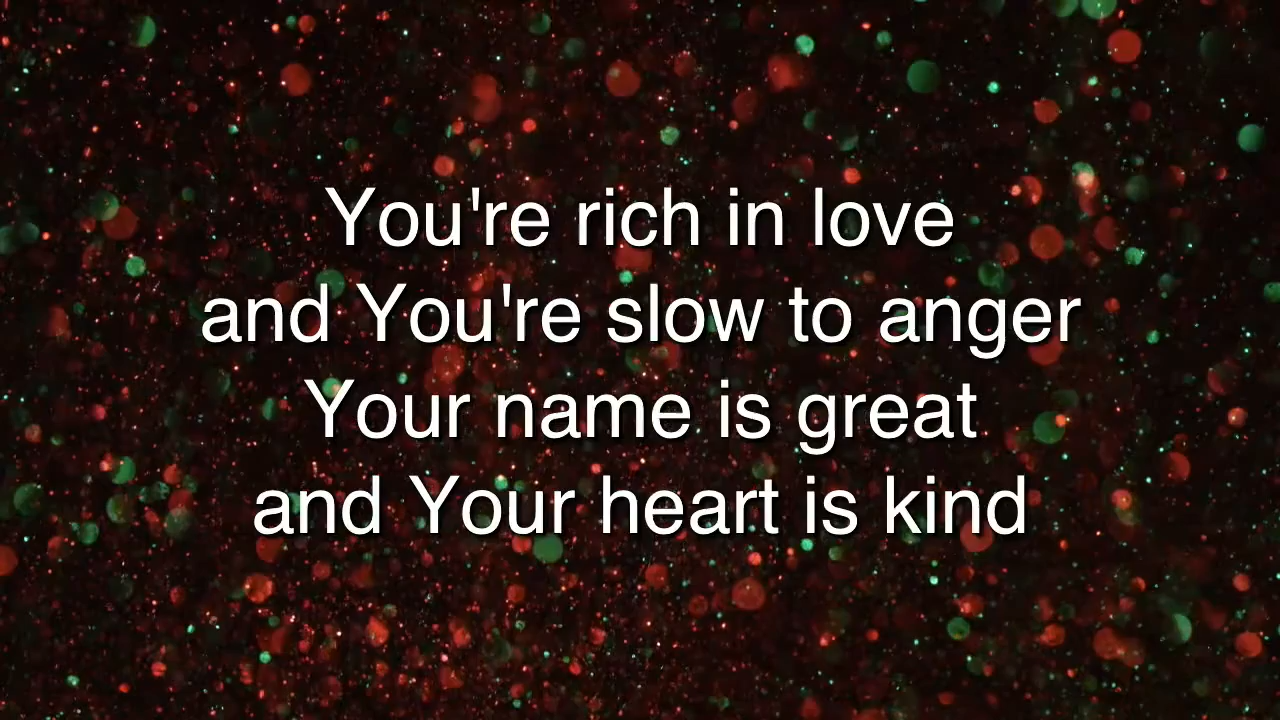 You're rich in love
and You're slow to anger
Your name is great
and Your heart is kind